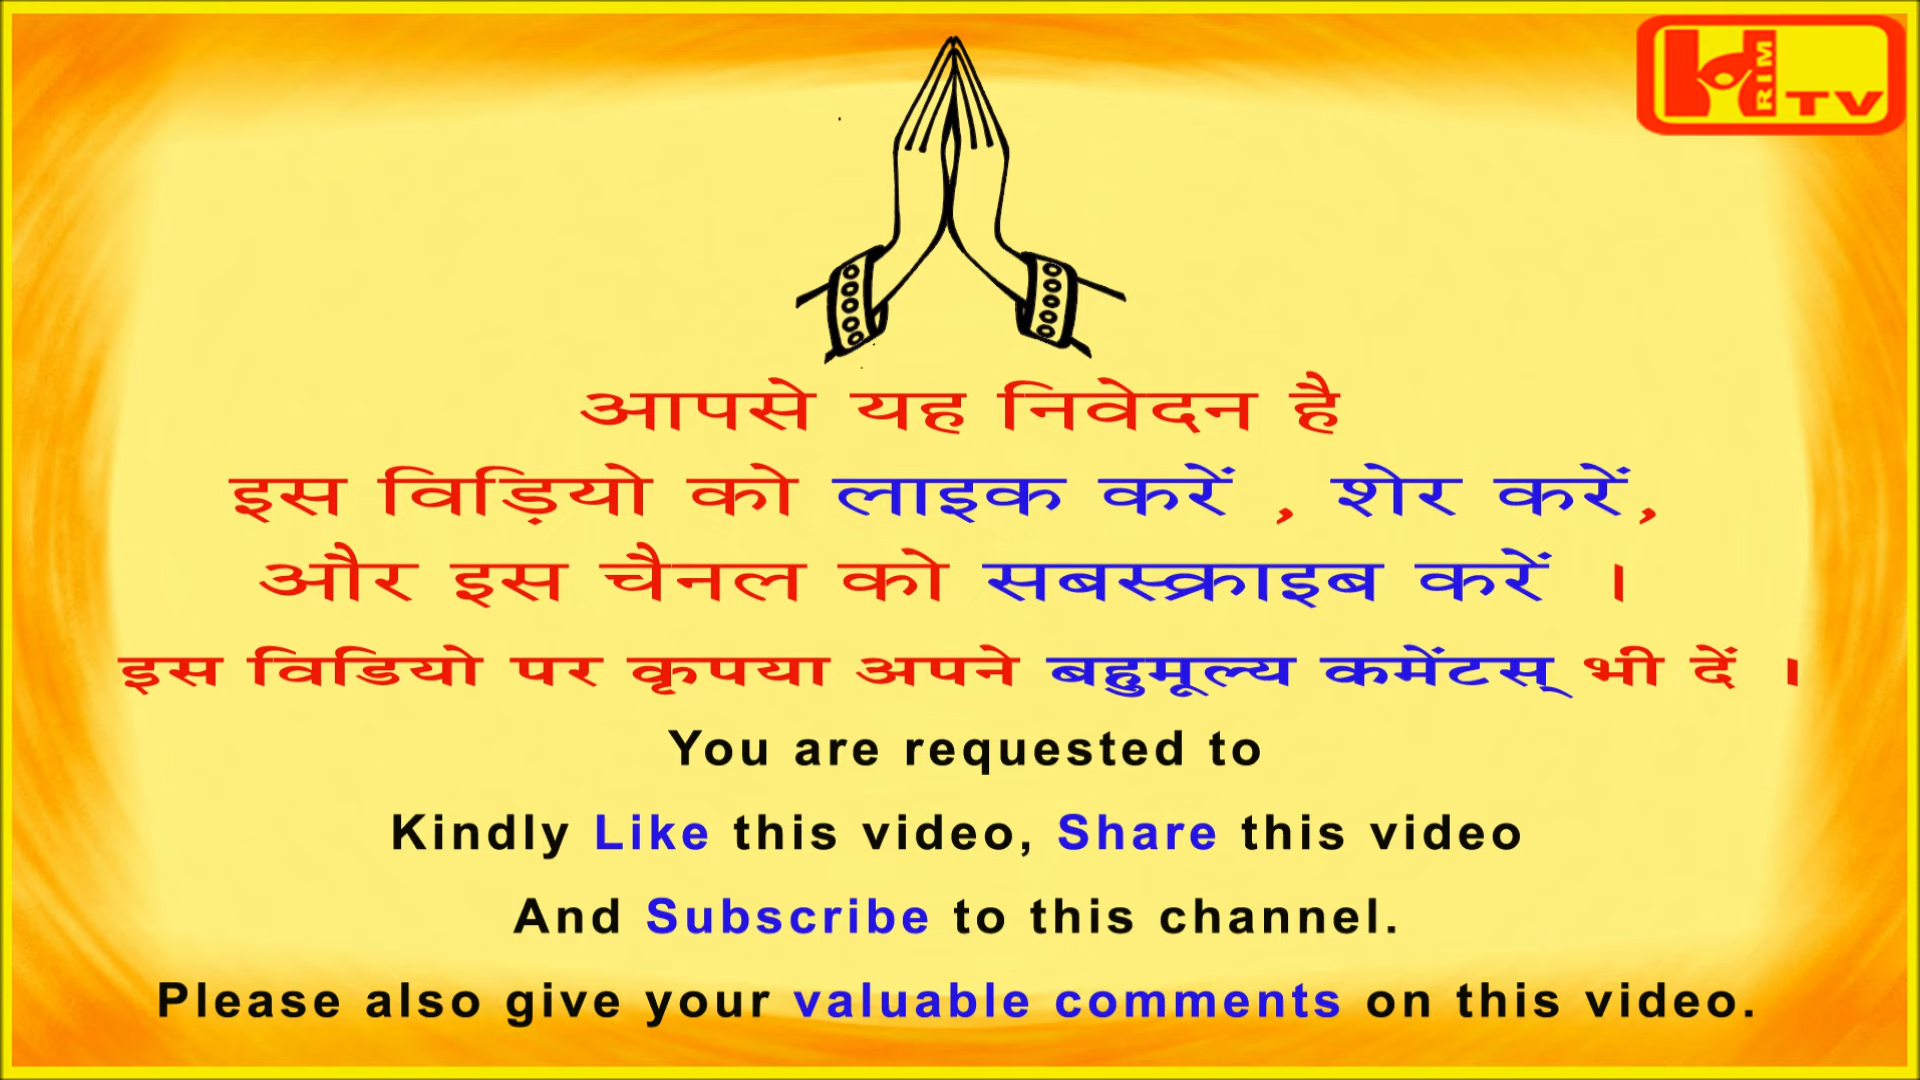 HRIM TV
आपसे यह निवेदन है
इस विड़ियो को लाइक करें , शेर करें,
और इस चैनल को सबस्क्राइब करें ।
इस विडियो पर कृपया अपने बहुमूल्य कमेंटस् भी दें ।
You are requested to
Kindly Like this video, Share this video
And Subscribe to this channel.
Please also give your valuable comments on this video.